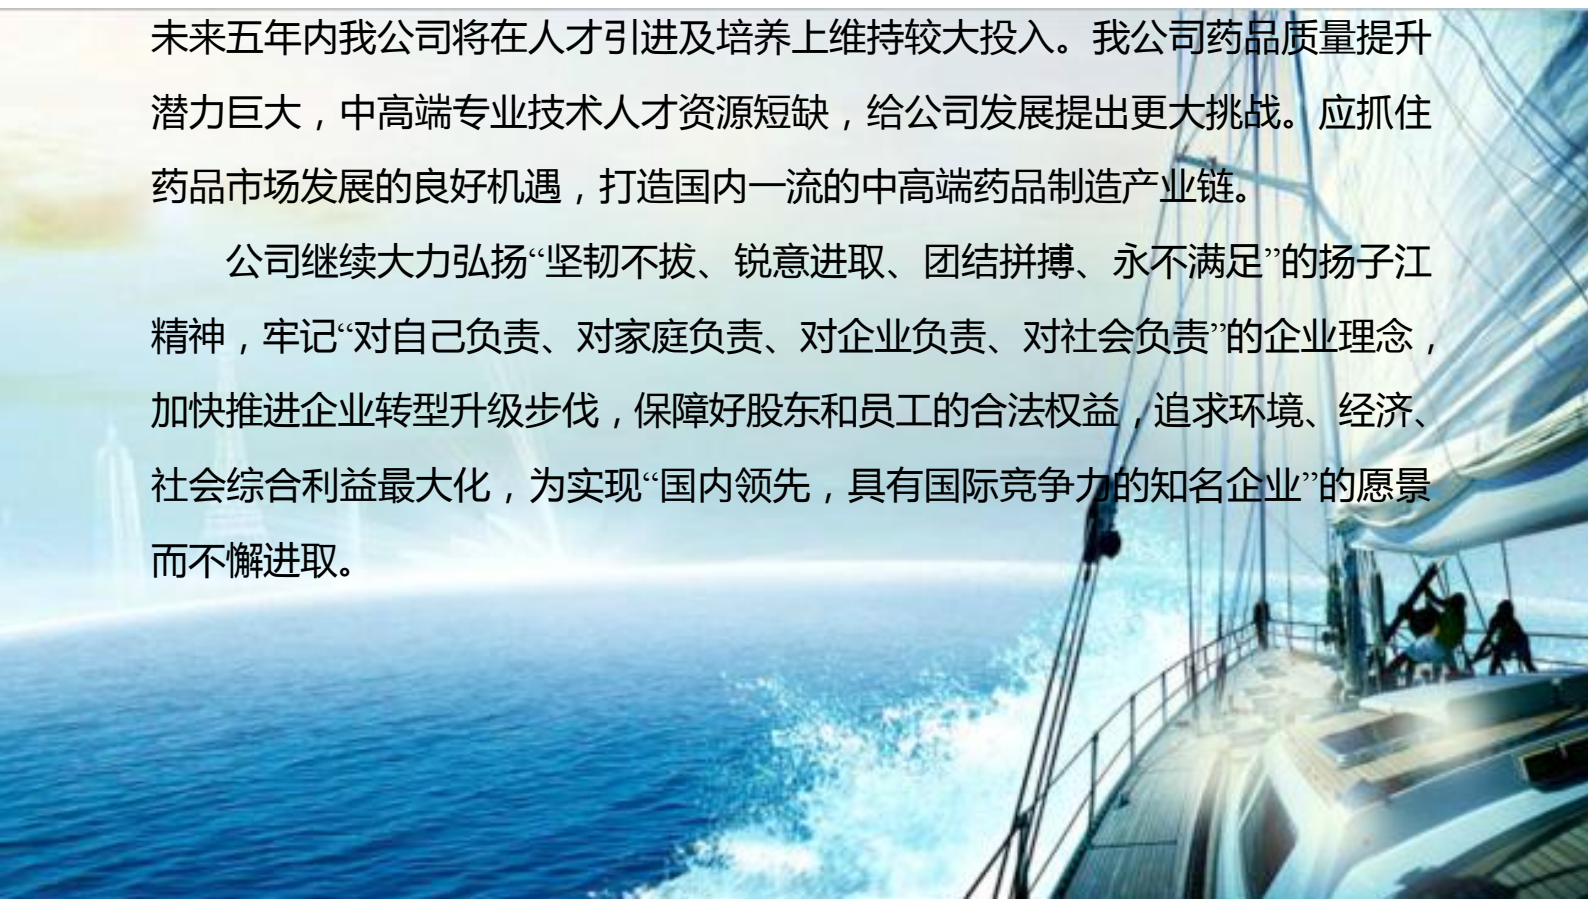 未来五年内我公司将在人才引进及培养上维持较大投入。我公司药品质量提升
潜力巨大，中高端专业技术人才资源短缺，给公司发展提出更大挑战。应抓住
药品市场发展的良好机遇，打造国内一流的中高端药品制造产业链。
公司继续大力弘扬“坚韧不拔、锐意进取、团结拼搏、永不满足”的扬子江
精神，牢记“对自己负责、对家庭负责、对企业负责、对社会负责”的企业理念，
加快推进企业转型升级步伐，保障好股东和员工的合法权益，追求环境、经济、
社会综合利益最大化，为实现“国内领先，具有国际竞争力的知名企业”的愿景
而不懈进取。